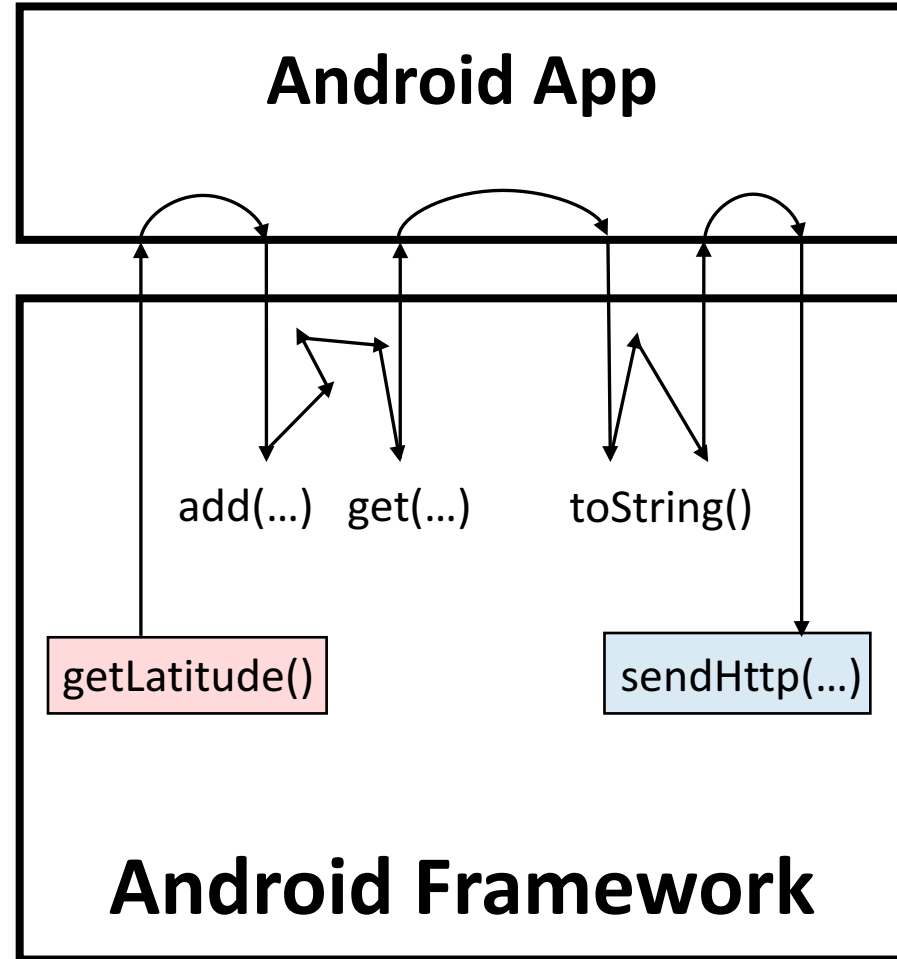 Android App
add(…) get(…) toString()
getLatitude() sendHttp(…)
Android Framework